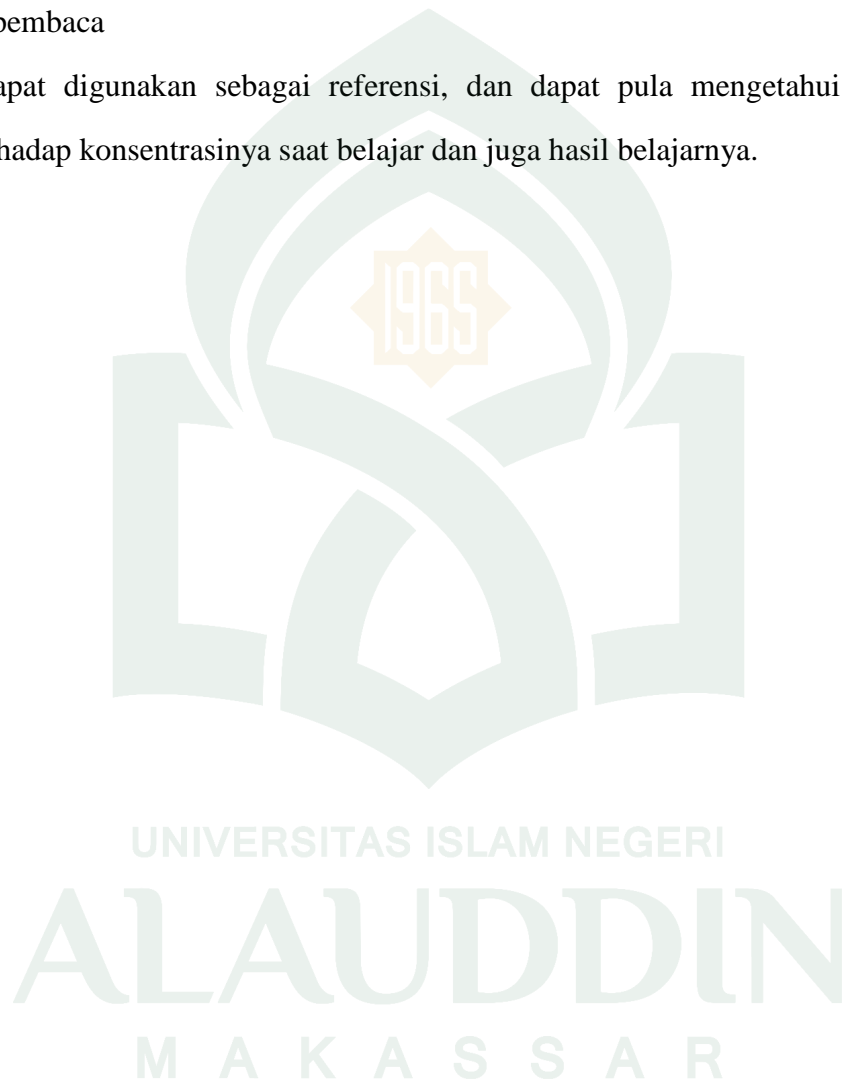 pembaca
apat digunakan sebagai referensi, dan dapat pula mengetahui
hadap konsentrasinya saat belajar dan juga hasil belajarnya.
1965
UNIVERSITAS ISLAM NEGERI
ALAUDDIN
MAKASSAR